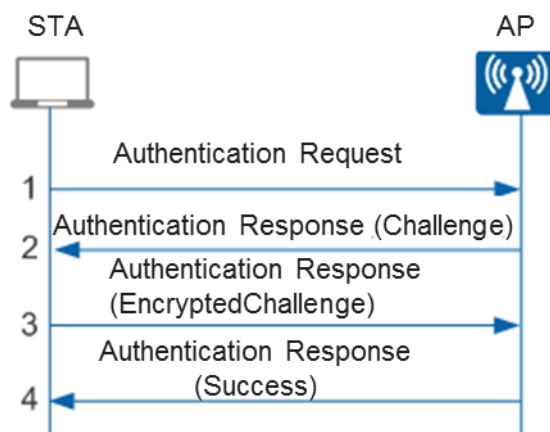 STA AP
Authentication Request
1
Authentication Response (Challenge)
2
Authentication Response
(EncryptedChallenge)
3
Authentication Response
(Success)
4